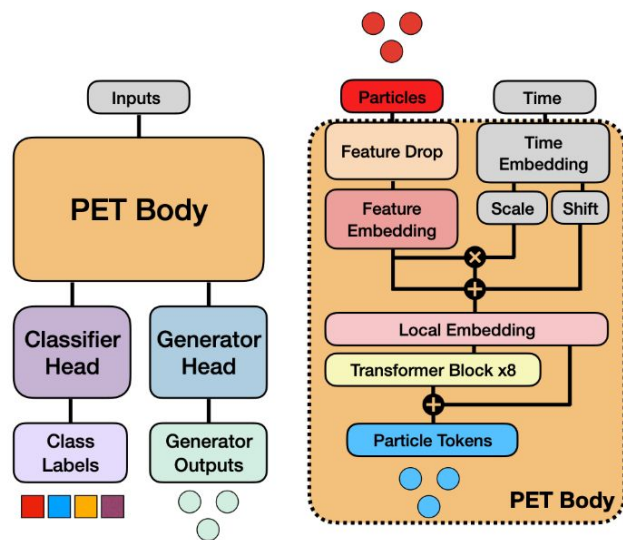 Inputs
PET Body
Classifier
Head
Generator
Head
Class
Labels
Generator
Outputs
Particles
Time
Feature Drop
Time
Embedding
Feature
Embedding
Scale
Shift
Local Embedding
Transformer Block x8
Particle Tokens
PET Body